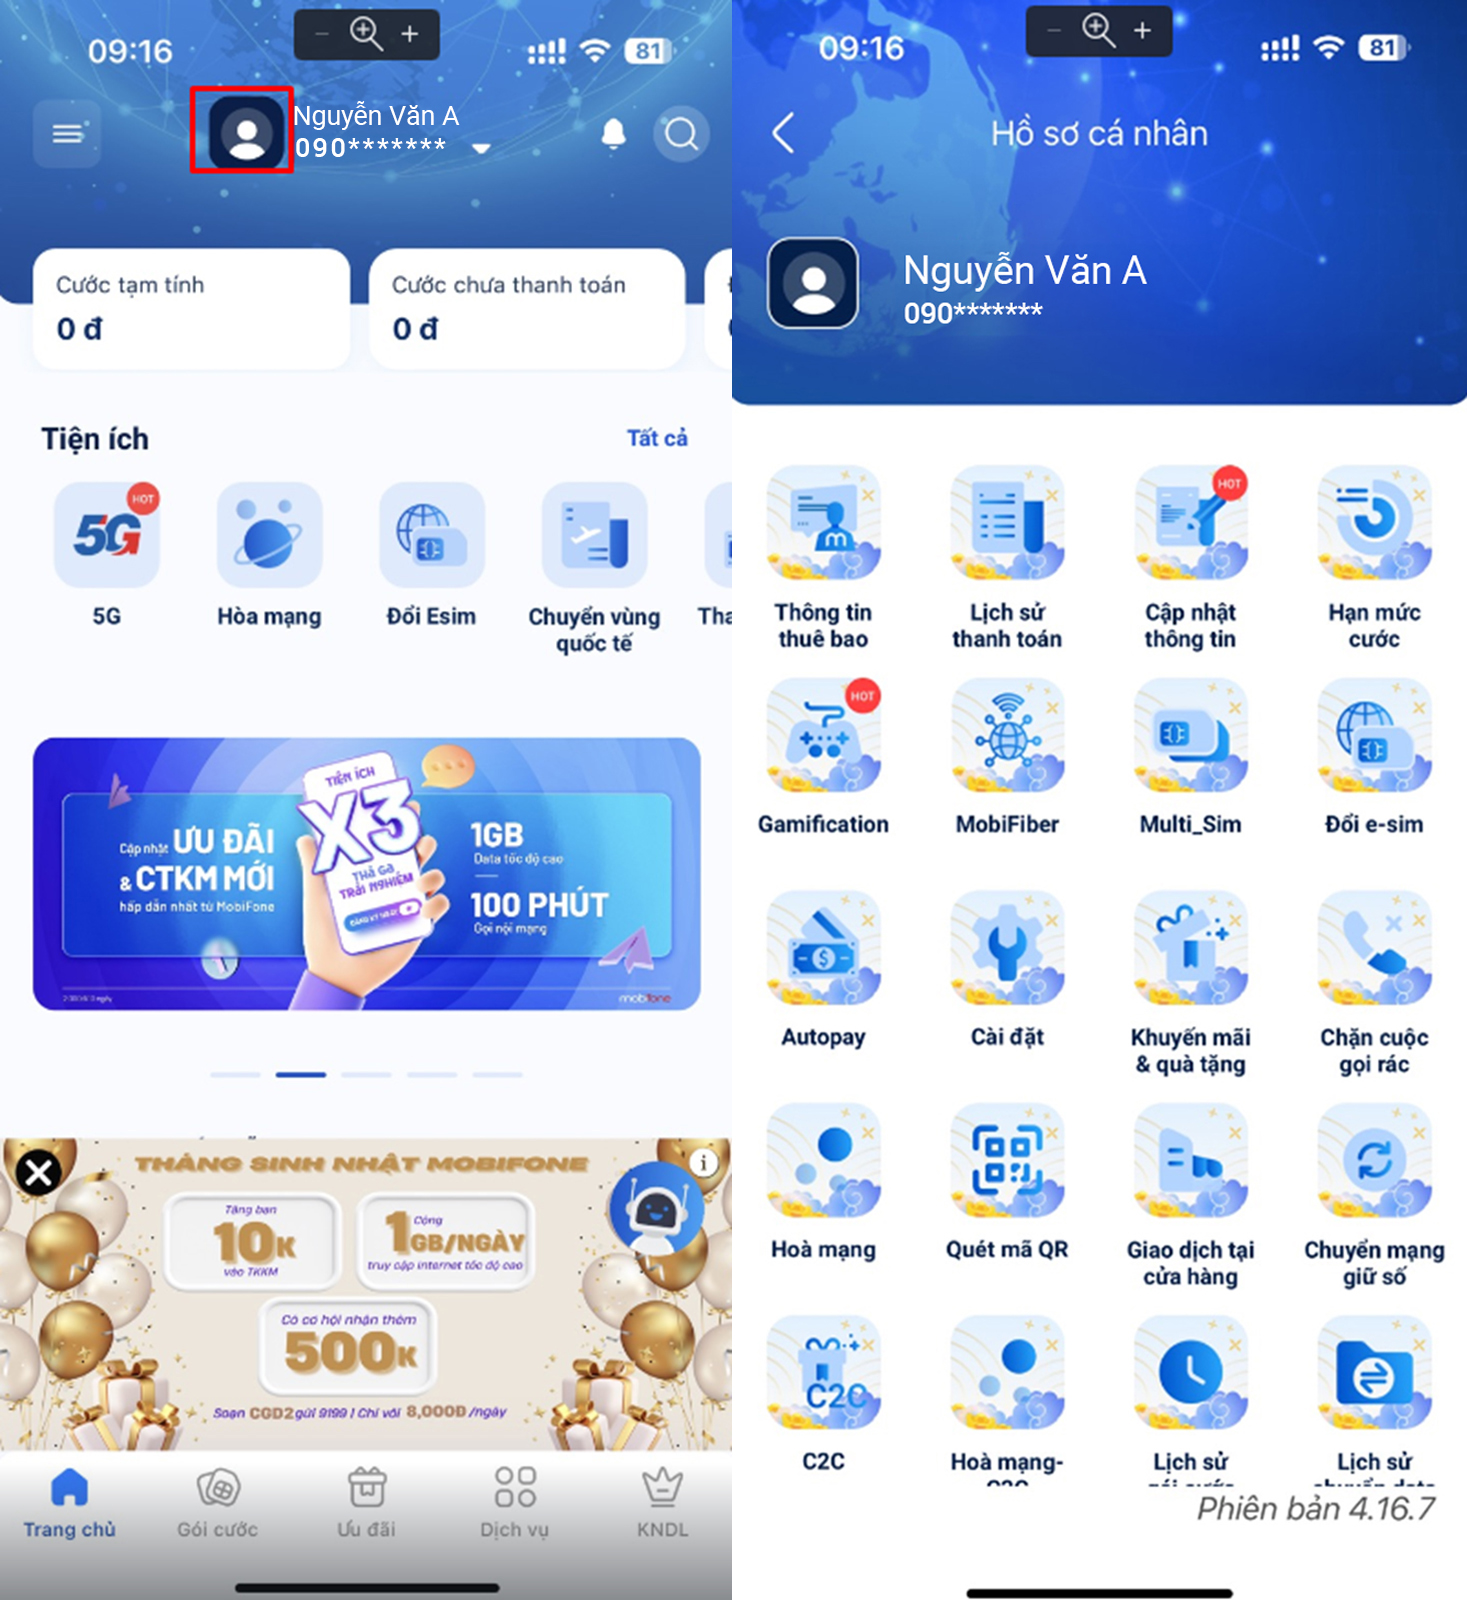 09:16
81
Nguyễn Văn A
090*******
Cước tạm tính
0 đ
Cước chưa thanh toán
0 đ
Tiện ích
Tất cả
HOT
5G
5G
Hòa mạng
Đổi Esim
Chuyển vùng
quốc tế
Tha
TIỆN ÍCH
X3
THẢ GA
TRẢI NGHIỆM
ĐĂNG KÝ NGAY
Cập nhật ƯU ĐÃI
& CTKM MỚI
hấp dẫn nhất từ MobiFone
1GB
Data tốc độ cao
100 PHÚT
Gọi nội mạng
mobifone
THÁNG SINH NHẬT MOBIFONE
i
Tặng bạn
10K
vào TKKM
Cộng
1GB/NGÀY
truy cập internet tốc độ cao
Có cơ hội nhận thêm
500K
Soạn CGD2 gửi 9199 | Chỉ với 8,000Đ/ngày
Trang chủ
Gói cước
Ưu đãi
Dịch vụ
KNDL
09:16
81
Hồ sơ cá nhân
Nguyễn Văn A
090*******
HOT
m
Thông tin
thuê bao
Lịch sử
thanh toán
Cập nhật
thông tin
Hạn mức
cước
HOT
Gamification
MobiFiber
Multi_Sim
Đổi e-sim
Autopay
Cài đặt
Khuyến mãi
& quà tặng
Chặn cuộc
gọi rác
Hoà mạng
Quét mã QR
Giao dịch tại
cửa hàng
Chuyển mạng
giữ số
C2C
C2C
Hoà mạng-
C2C
Lịch sử
gói cước
Lịch sử
chuyển data
Phiên bản 4.16.7